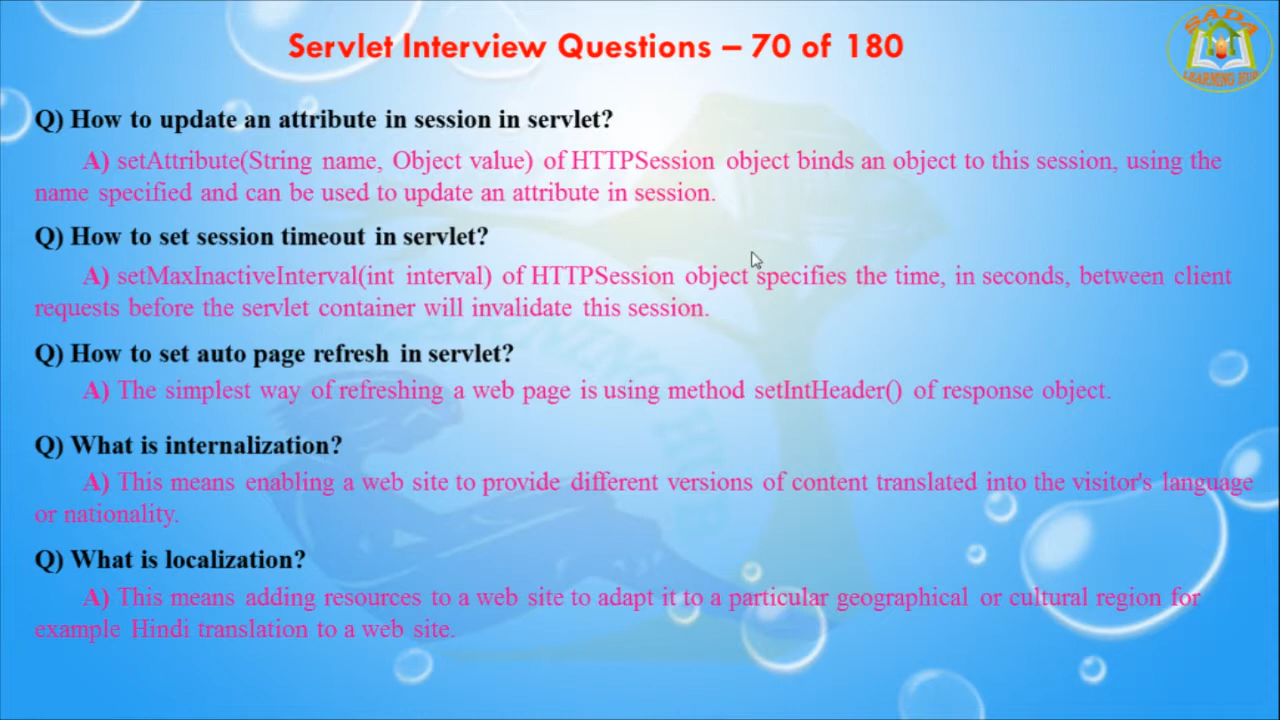 Servlet Interview Questions – 70 of 180
SADA
LEARNING HUB
Q) How to update an attribute in session in servlet?
A) setAttribute(String name, Object value) of HTTPSession object binds an object to this session, using the
name specified and can be used to update an attribute in session.
Q) How to set session timeout in servlet?
A) setMaxInactiveInterval(int interval) of HTTPSession object specifies the time, in seconds, between client
requests before the servlet container will invalidate this session.
Q) How to set auto page refresh in servlet?
A) The simplest way of refreshing a web page is using method setIntHeader() of response object.
Q) What is internalization?
A) This means enabling a web site to provide different versions of content translated into the visitor's language
or nationality.
Q) What is localization?
A) This means adding resources to a web site to adapt it to a particular geographical or cultural region for
example Hindi translation to a web site.